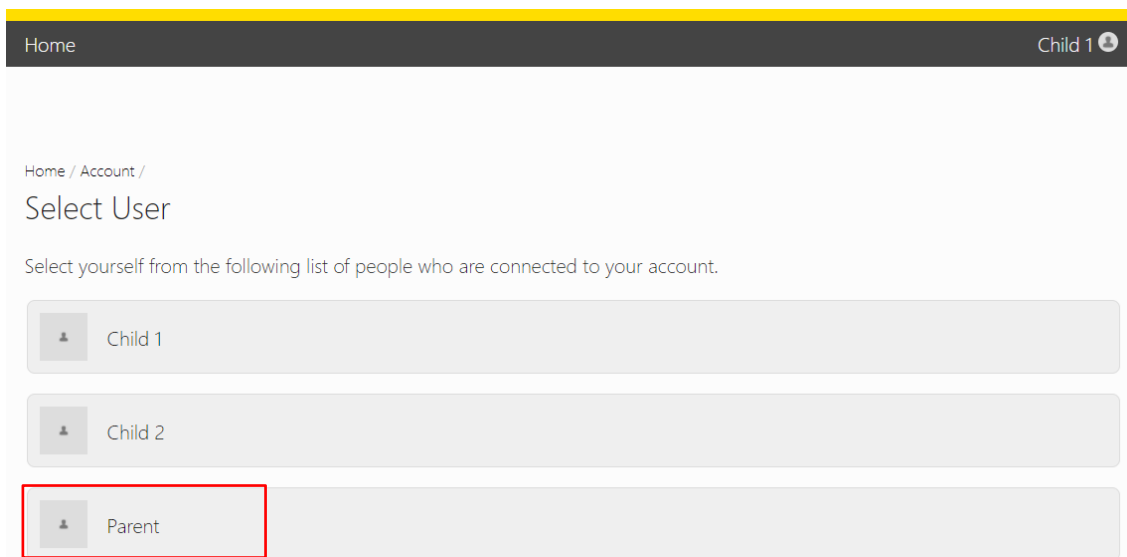 Home
Child 1
Home / Account /
Select User
Select yourself from the following list of people who are connected to your account.
Child 1
Child 2
Parent